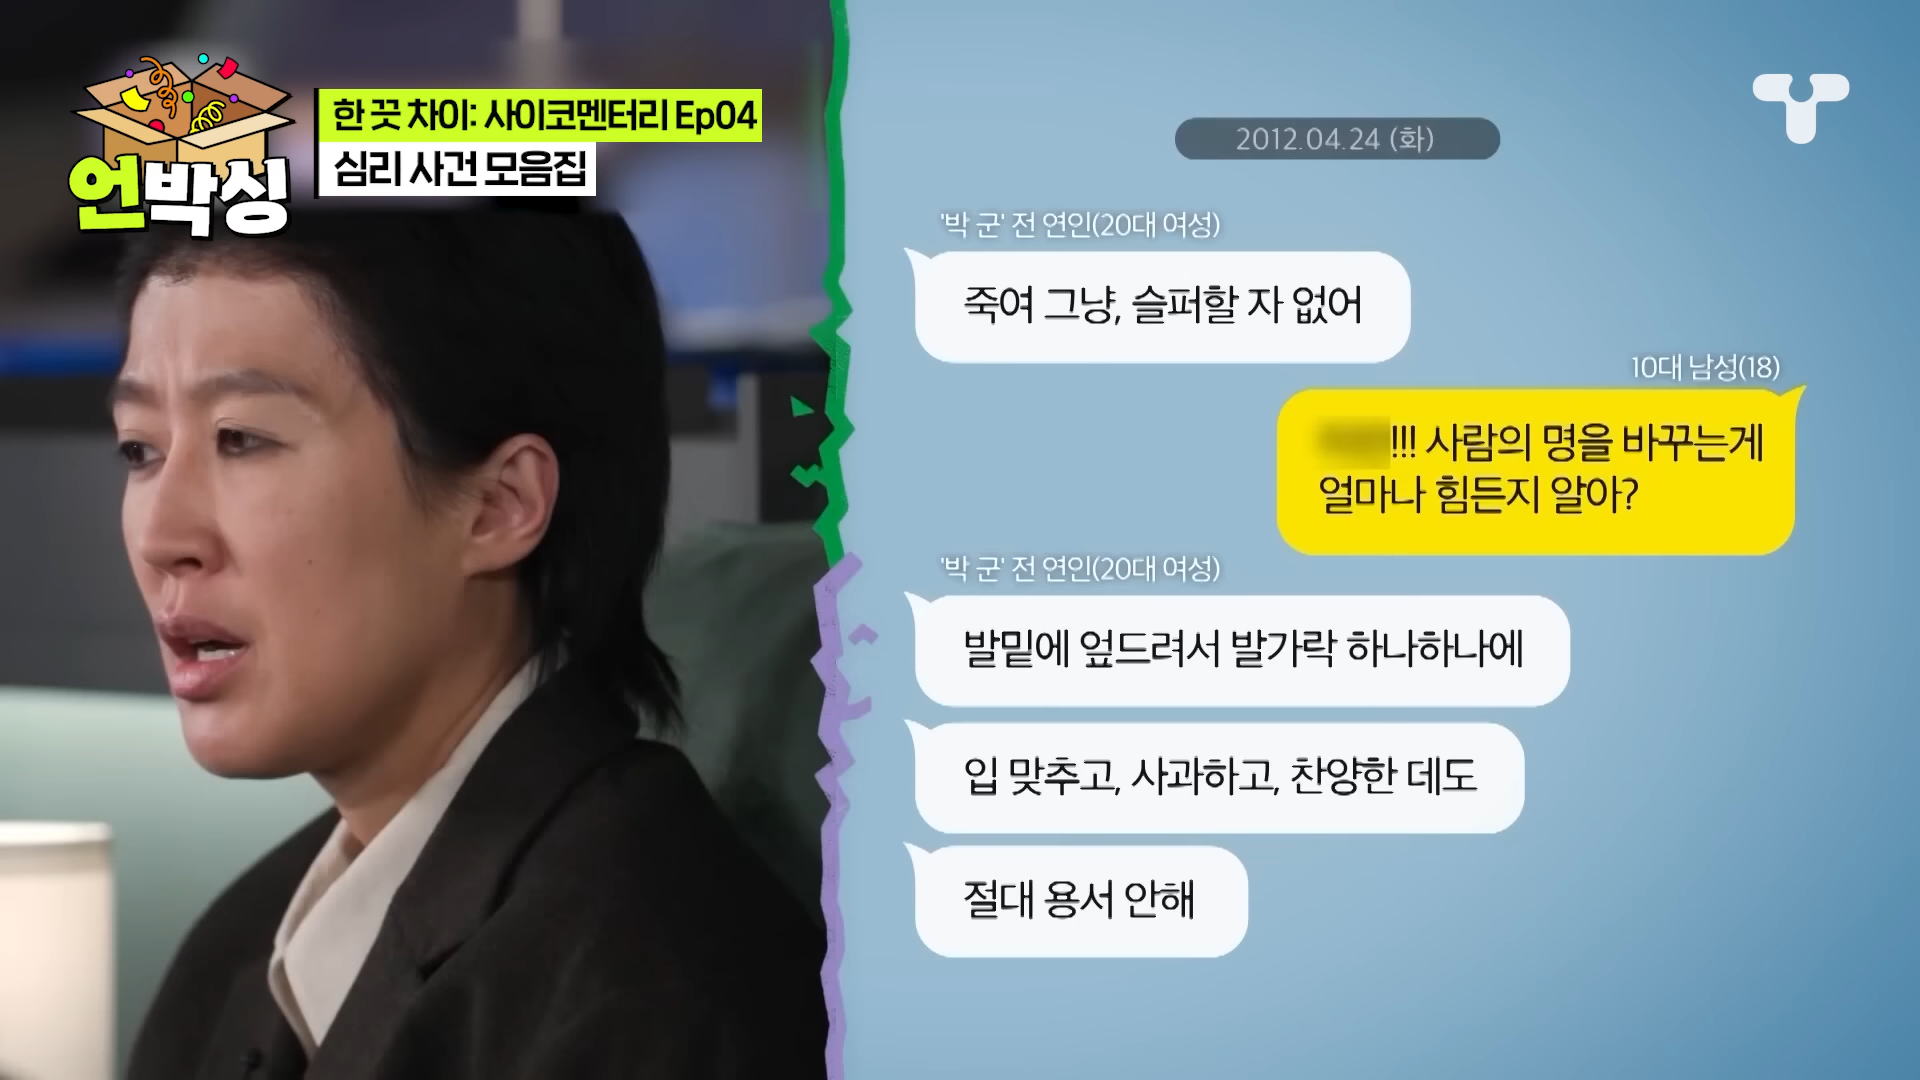 언박싱
한 끗 차이: 사이코멘터리 Ep04
심리 사건 모음집
2012.04.24 (화)
'박 군' 전 연인(20대 여성)
죽여 그냥, 슬퍼할 자 없어
10대 남성(18)
!!! 사람의 명을 바꾸는게
얼마나 힘든지 알아?
'박 군' 전 연인(20대 여성)
발밑에 엎드려서 발가락 하나하나에
입 맞추고, 사과하고, 찬양한 데도
절대 용서 안해